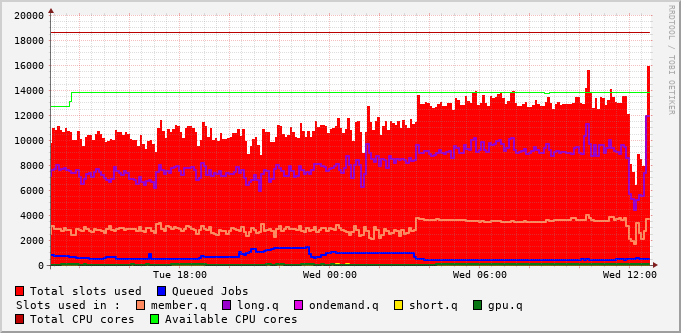 RRDTOOL / TOBI OETIKER
20000
18000
16000
14000
12000
10000
8000
6000
4000
2000
0
Tue 18:00 Wed 00:00 Wed 06:00 Wed 12:00
Total slots used Queued Jobs
Slots used in : member.q long.q ondemand.q short.q gpu.q
Total CPU cores Available CPU cores